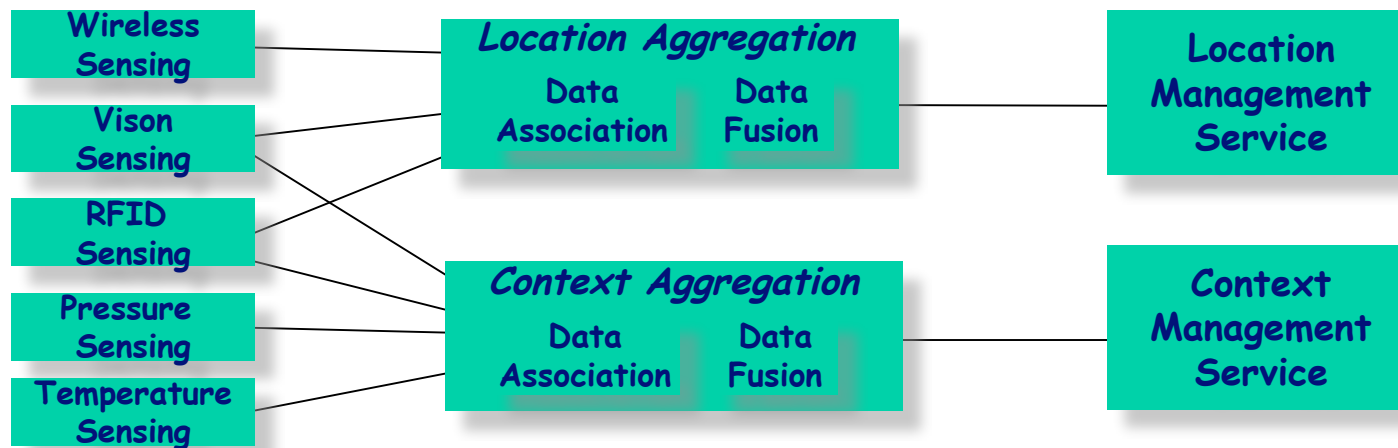 Wireless
Sensing
Vison
Sensing
RFID
Sensing
Pressure
Sensing
Temperature
Sensing
Location Aggregation
Data
Association
Data
Fusion
Context Aggregation
Data
Association
Data
Fusion
Location
Management
Service
Context
Management
Service